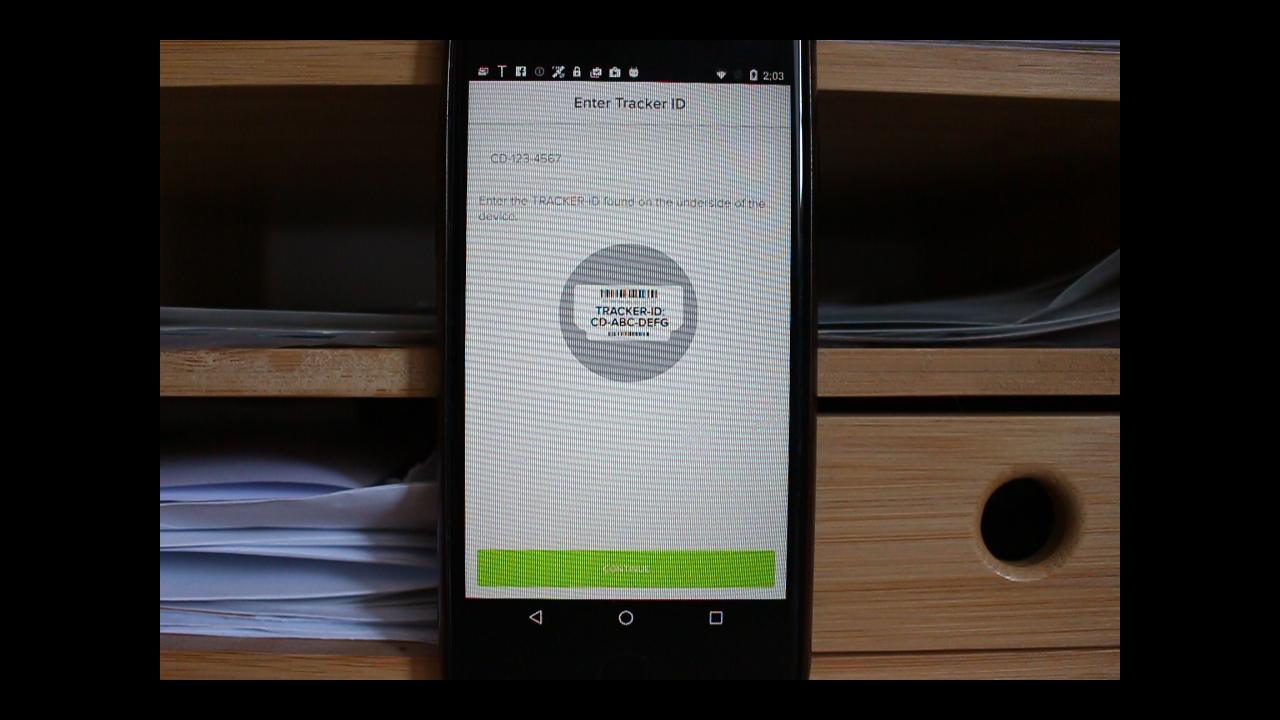 2:03
Enter Tracker ID
CD-123-4567
Enter the TRACKER-ID found on the underside of the
device.
TRACKER-ID:
CD-ABC-DEFG
CONTINUE